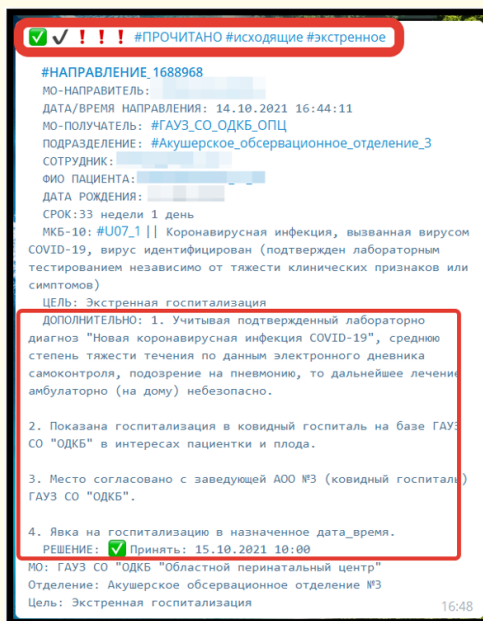 ✅ ✔ ❗ ❗ ❗ #ПРОЧИТАНО #исходящие #экстренное
#НАПРАВЛЕНИЕ_1688968
МО-НАПРАВИТЕЛЬ:
ДАТА/ВРЕМЯ НАПРАВЛЕНИЯ: 14.10.2021 16:44:11
МО-ПОЛУЧАТЕЛЬ: #ГАУЗ_СО_ОДКБ_ОПЦ
ПОДРАЗДЕЛЕНИЕ: #Акушерское_обсервационное_отделение_3
СОТРУДНИК:
ФИО ПАЦИЕНТА:
ДАТА РОЖДЕНИЯ:
СРОК:33 недели 1 день
МКБ-10: #U07_1 || Коронавирусная инфекция, вызванная вирусом
COVID-19, вирус идентифицирован (подтвержден лабораторным
тестированием независимо от тяжести клинических признаков или
симптомов)
ЦЕЛЬ: Экстренная госпитализация
ДОПОЛНИТЕЛЬНО: 1. Учитывая подтвержденный лабораторно
диагноз "Новая коронавирусная инфекция COVID-19", среднюю
степень тяжести течения по данным электронного дневника
самоконтроля, подозрение на пневмонию, то дальнейшее лечение
амбулаторно (на дому) небезопасно.
2. Показана госпитализация в ковидный госпиталь на базе ГАУЗ
СО "ОДКБ" в интересах пациентки и плода.
3. Место согласовано с заведующей АОО №3 (ковидный госпиталь)
ГАУЗ СО "ОДКБ".
4. Явка на госпитализацию в назначенное дата_время.
РЕШЕНИЕ: ✅ Принять: 15.10.2021 10:00
МО: ГАУЗ СО "ОДКБ "Областной перинатальный центр"
Отделение: Акушерское обсервационное отделение №3
Цель: Экстренная госпитализация
16:48